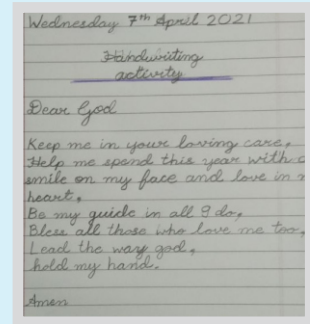 Wednesday 7th April 2021
Handwriting
activity
Dear God
Keep me in your loving care,
Help me spend this year with
smile on my face and love in
heart,
Be my guide in all I do,
Bless all those who love me too,
Lead the way god,
hold my hand.
Amen